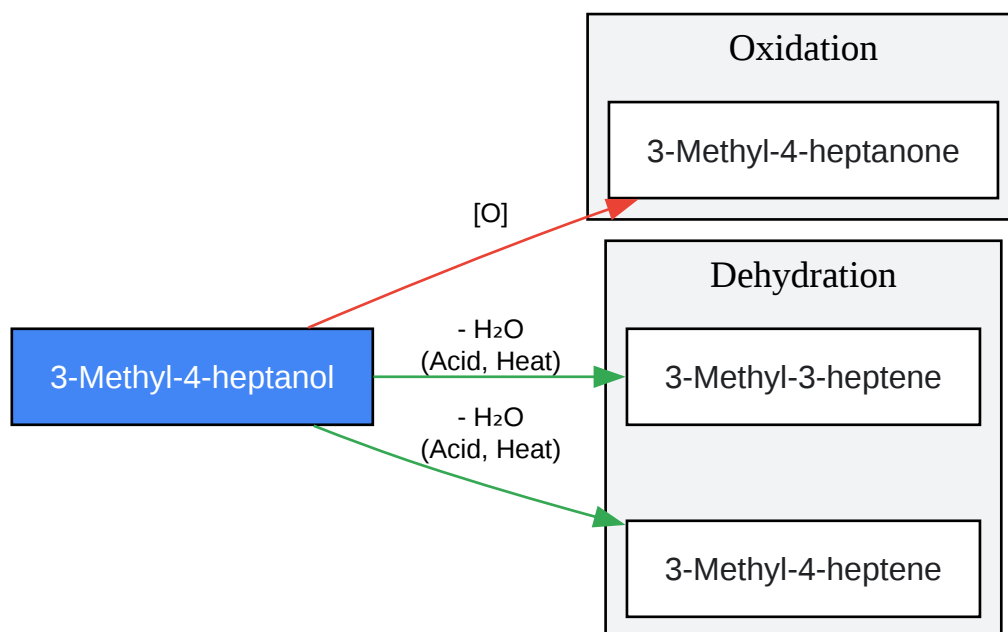 Oxidation
3-Methyl-4-heptanone
[O]
Dehydration
3-Methyl-4-heptanol
- H₂O
(Acid, Heat)
3-Methyl-3-heptene
- H₂O
(Acid, Heat)
3-Methyl-4-heptene